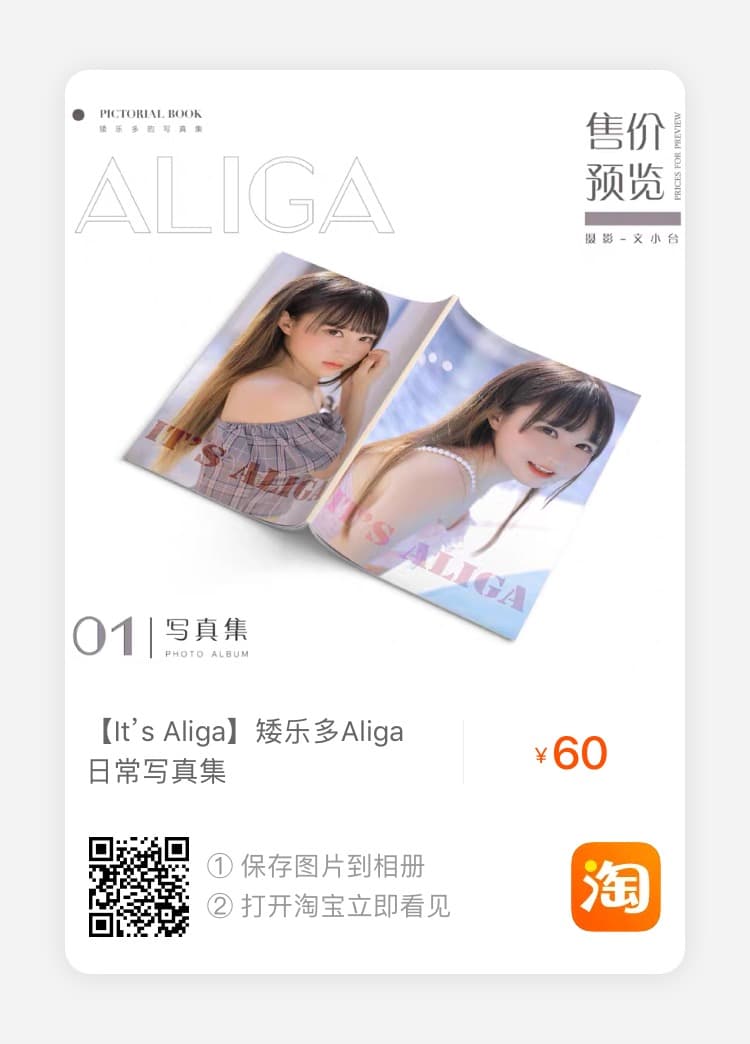 PICTORIAL BOOK
矮乐多的写真集
ALIGA
售价
预览
PRICES FOR PREVIEW
摄影-文小台
IT'S ALIGA
IT'S ALIGA
01
写真集
PHOTO ALBUM
【It’s Aliga】矮乐多Aliga
日常写真集
¥60
① 保存图片到相册
② 打开淘宝立即看见
淘